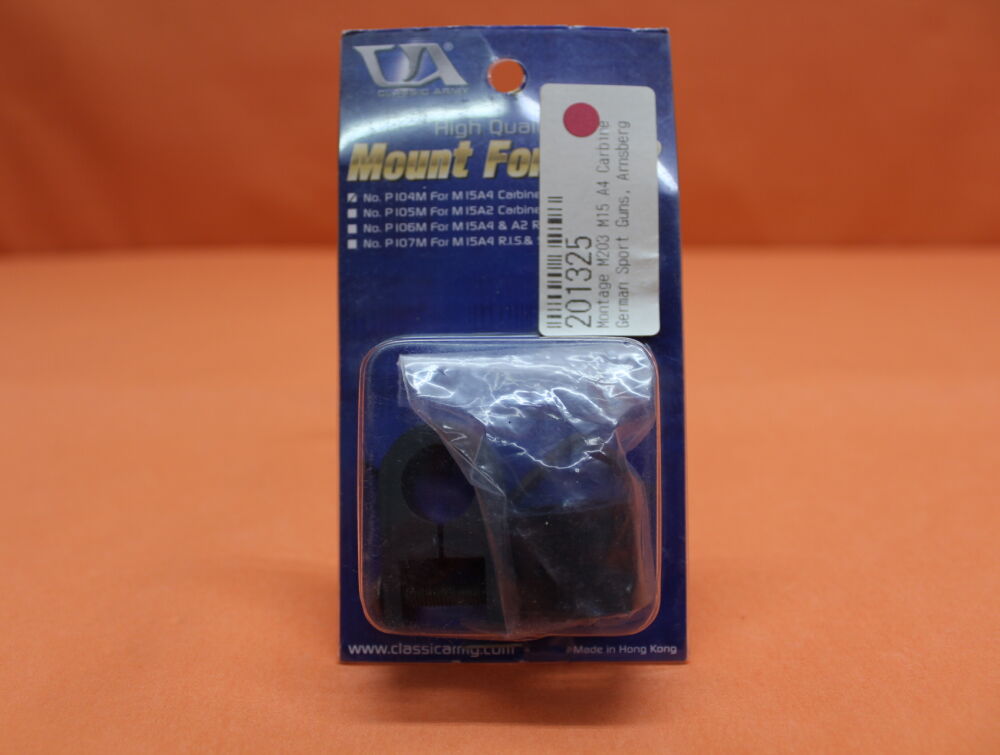 CLASSIC ARMY
High Qual
Mount For
No. P104M For M15A4 Carbine
No. P105M For M15A2 Carbine
No. P106M For M15A4 & A2 R
No. P107M For M15A4 R.I.S.&
201325
Montage M203 M15 A4 Carbine
German Sport Guns, Arnsberg
www.classicarmy.com
Made in Hong Kong